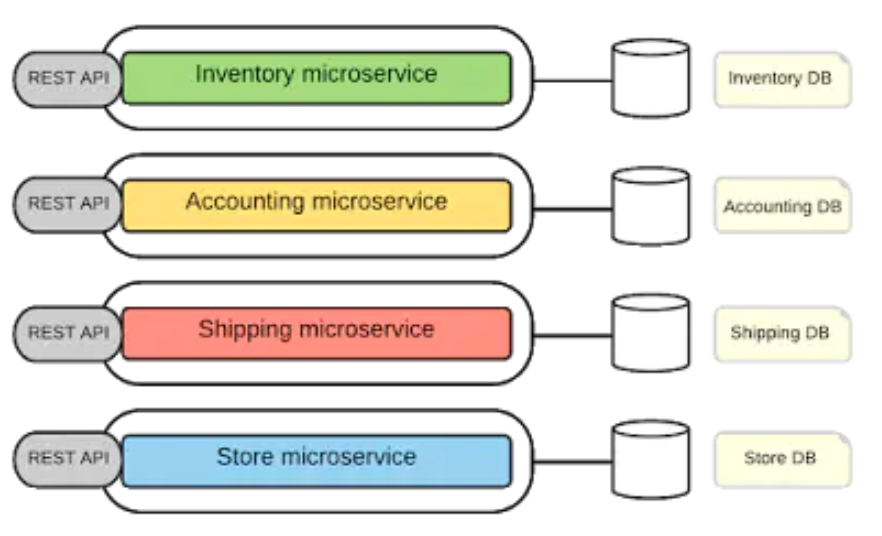 REST API
Inventory microservice
Inventory DB
REST API
Accounting microservice
Accounting DB
REST API
Shipping microservice
Shipping DB
REST API
Store microservice
Store DB